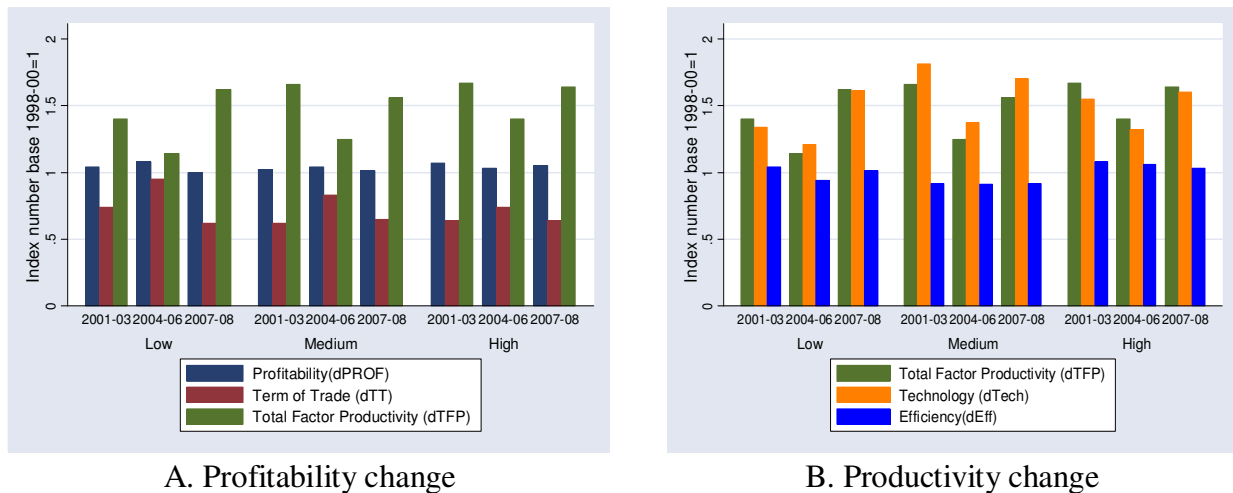 Index number base 1998-00=1
2
1.5
1
.5
0
2001-03 2004-06 2007-08 2001-03 2004-06 2007-08 2001-03 2004-06 2007-08
Low Medium High
Profitability(dPROF)
Term of Trade (dTT)
Total Factor Productivity (dTFP)
A. Profitability change
Index number base 1998-00=1
2
1.5
1
.5
0
2001-03 2004-06 2007-08 2001-03 2004-06 2007-08 2001-03 2004-06 2007-08
Low Medium High
Total Factor Productivity (dTFP)
Technology (dTech)
Efficiency(dEff)
B. Productivity change